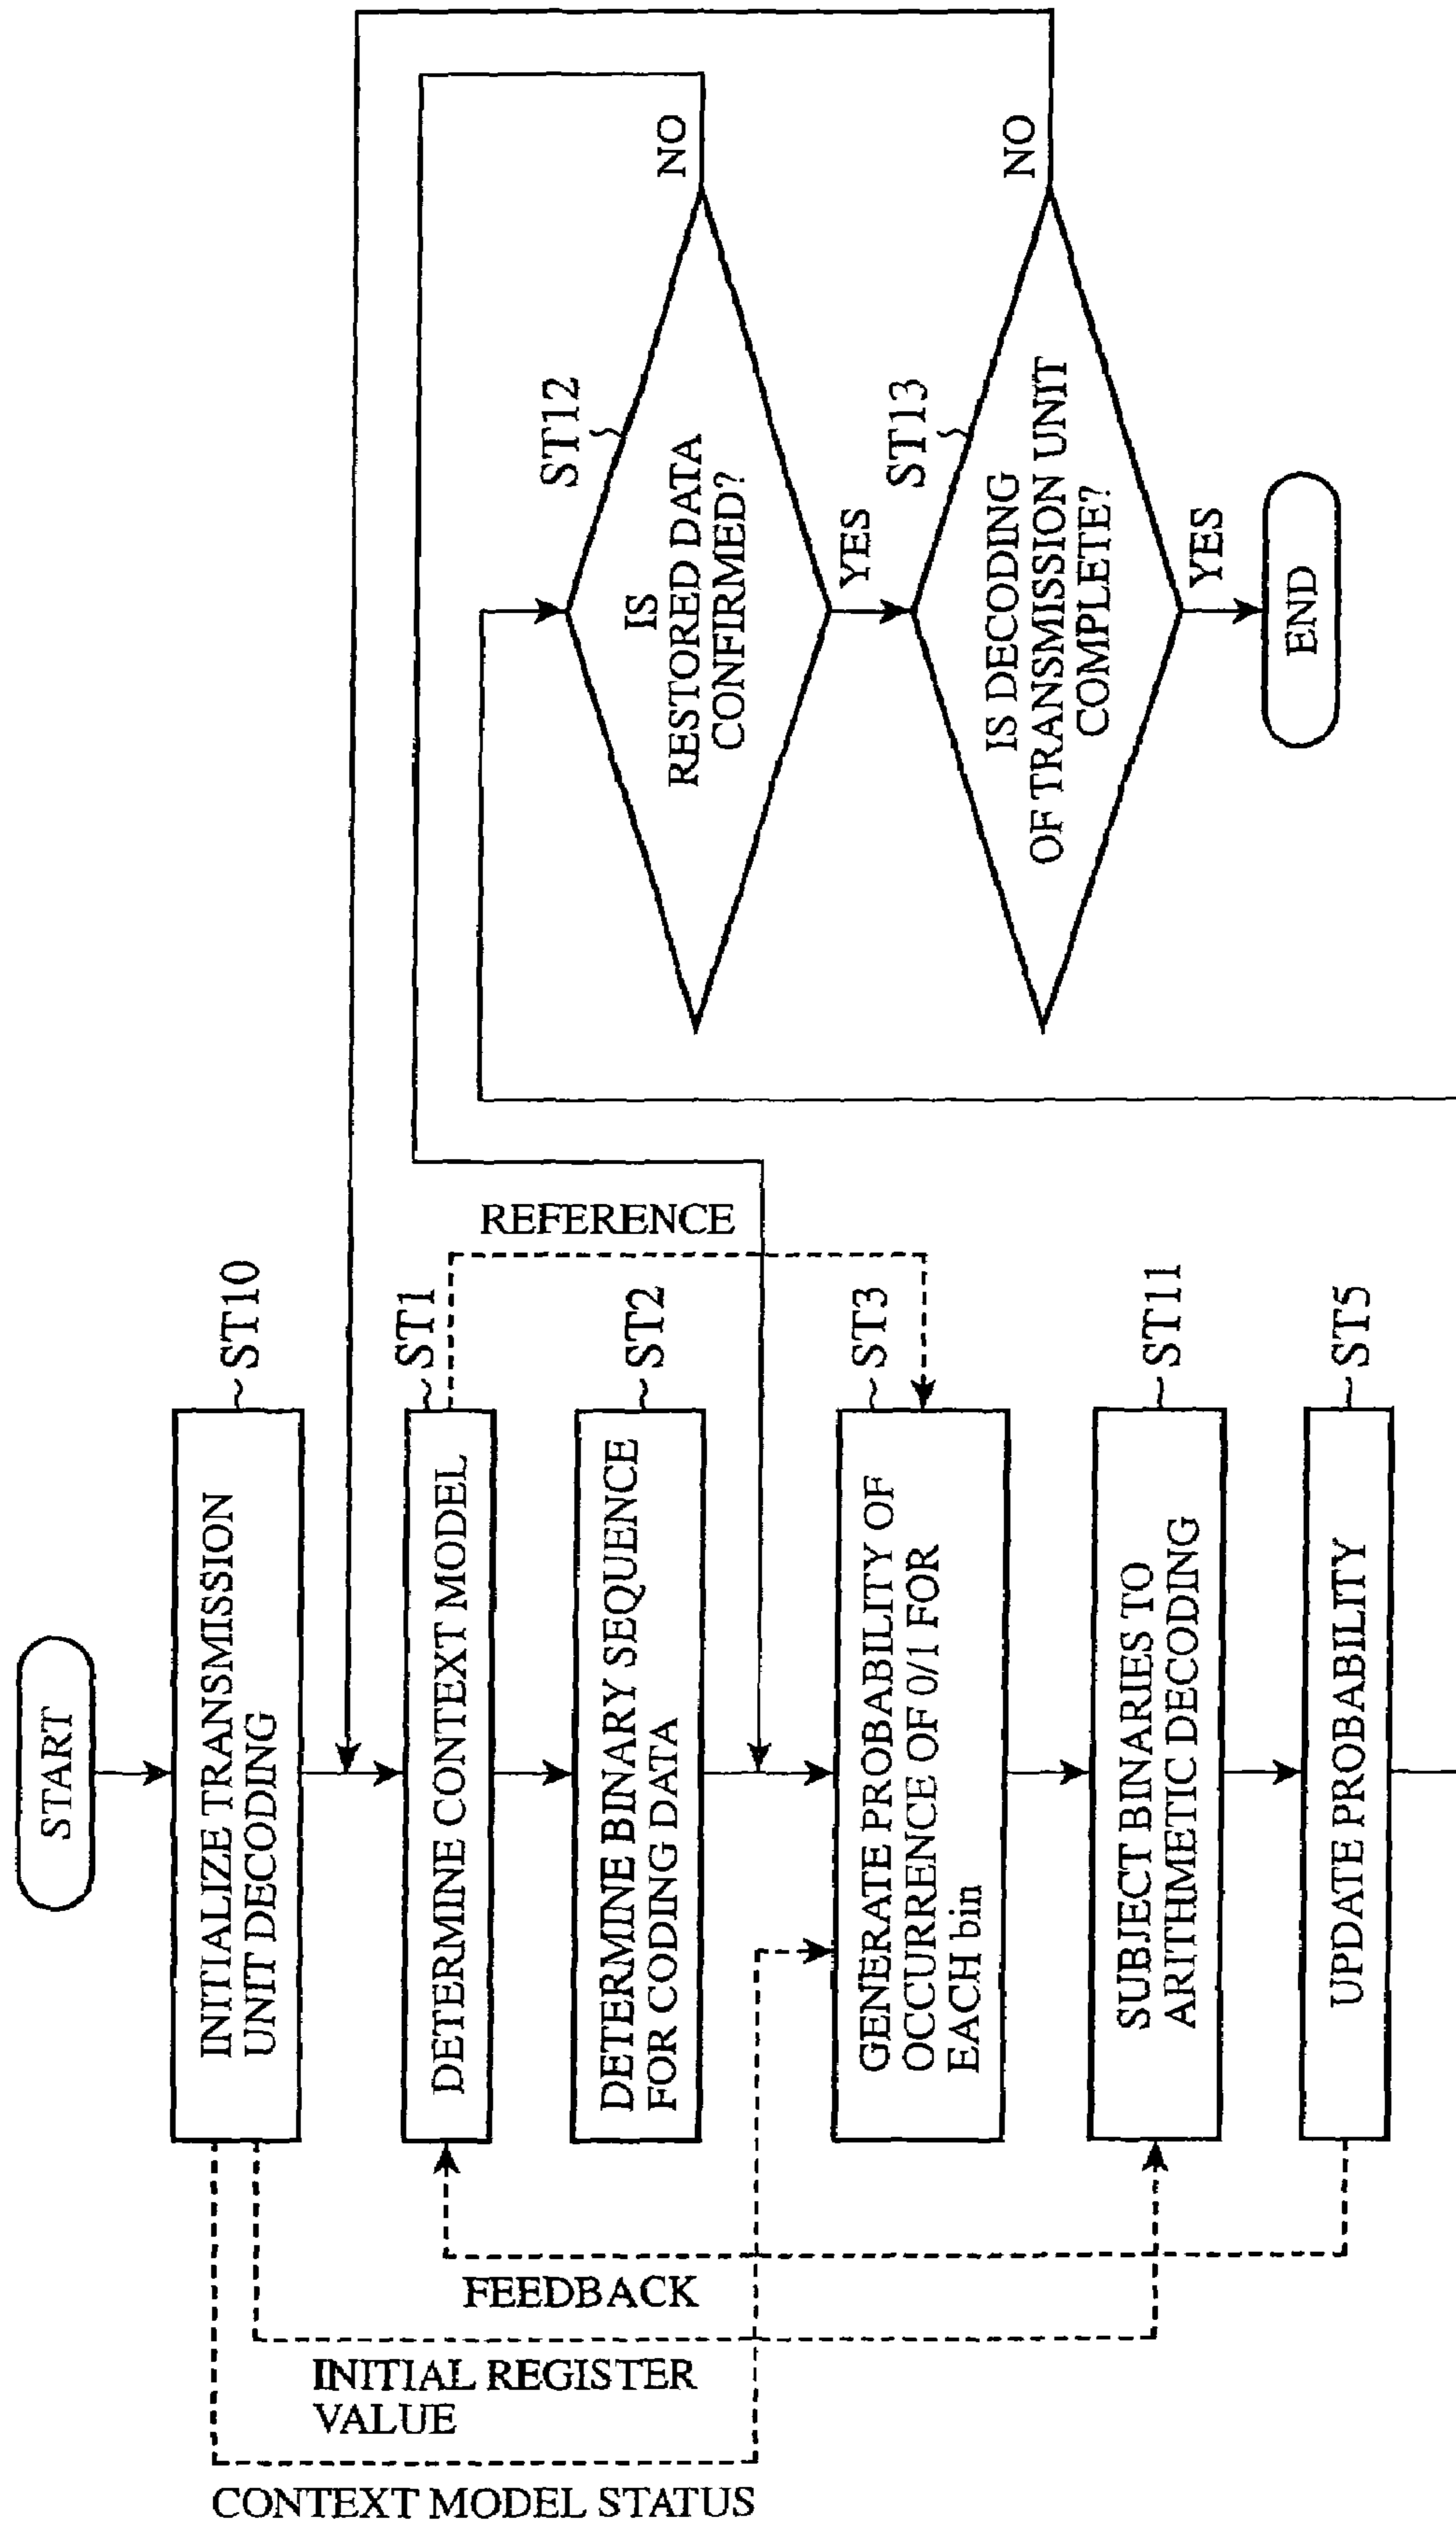 START
INITIALIZE TRANSMISSION
UNIT DECODING
ST10
DETERMINE CONTEXT MODEL
ST1
REFERENCE
DETERMINE BINARY SEQUENCE
FOR CODING DATA
ST2
GENERATE PROBABILITY OF
OCCURRENCE OF 0/1 FOR
EACH bin
ST3
SUBJECT BINARIES TO
ARITHMETIC DECODING
ST11
UPDATE PROBABILITY
ST5
FEEDBACK
INITIAL REGISTER
VALUE
CONTEXT MODEL STATUS
IS
RESTORED DATA
CONFIRMED?
ST12
NO
YES
IS DECODING
OF TRANSMISSION UNIT
COMPLETE?
ST13
NO
YES
END